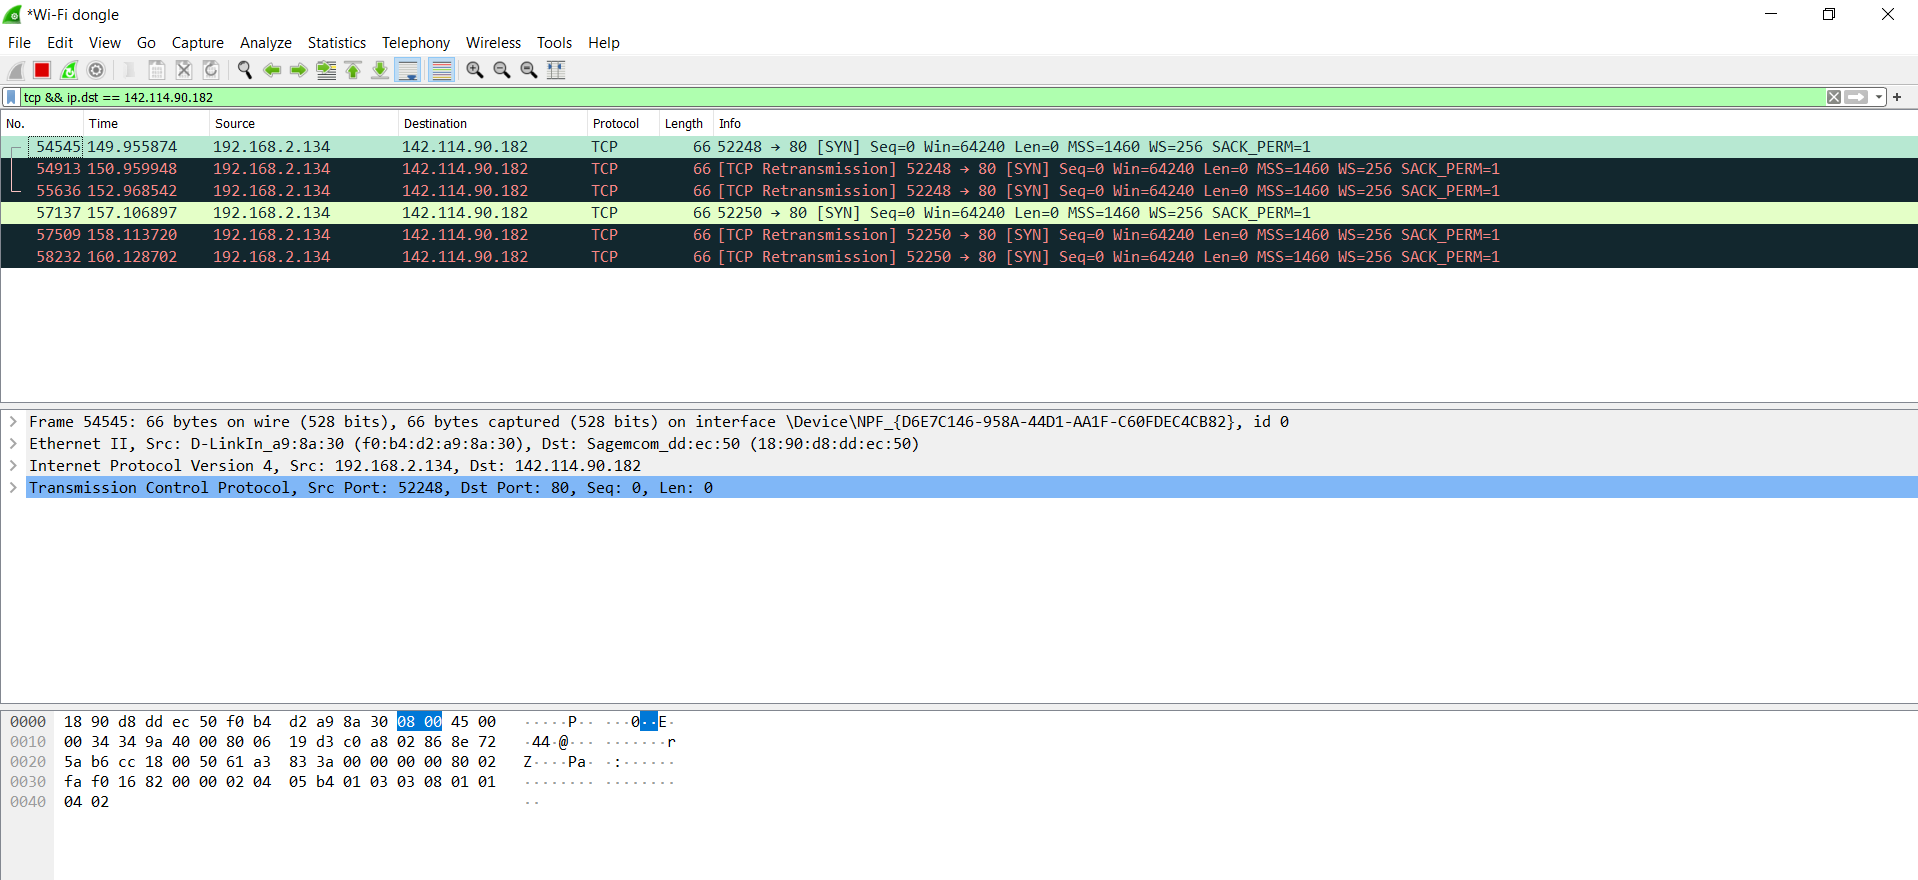 *Wi-Fi dongle
File Edit View Go Capture Analyze Statistics Telephony Wireless Tools Help
tcp && ip.dst == 142.114.90.182
No. Time Source Destination Protocol Length Info
54545 149.955874 192.168.2.134 142.114.90.182 TCP 66 52248 → 80 [SYN] Seq=0 Win=64240 Len=0 MSS=1460 WS=256 SACK_PERM=1
54913 150.959948 192.168.2.134 142.114.90.182 TCP 66 [TCP Retransmission] 52248 → 80 [SYN] Seq=0 Win=64240 Len=0 MSS=1460 WS=256 SACK_PERM=1
55636 152.968542 192.168.2.134 142.114.90.182 TCP 66 [TCP Retransmission] 52248 → 80 [SYN] Seq=0 Win=64240 Len=0 MSS=1460 WS=256 SACK_PERM=1
57137 157.106897 192.168.2.134 142.114.90.182 TCP 66 52250 → 80 [SYN] Seq=0 Win=64240 Len=0 MSS=1460 WS=256 SACK_PERM=1
57509 158.113720 192.168.2.134 142.114.90.182 TCP 66 [TCP Retransmission] 52250 → 80 [SYN] Seq=0 Win=64240 Len=0 MSS=1460 WS=256 SACK_PERM=1
58232 160.128702 192.168.2.134 142.114.90.182 TCP 66 [TCP Retransmission] 52250 → 80 [SYN] Seq=0 Win=64240 Len=0 MSS=1460 WS=256 SACK_PERM=1
Frame 54545: 66 bytes on wire (528 bits), 66 bytes captured (528 bits) on interface \Device\NPF_{D6E7C146-958A-44D1-AA1F-C60FDEC4CB82}, id 0
Ethernet II, Src: D-LinkIn_a9:8a:30 (f0:b4:d2:a9:8a:30), Dst: Sagemcom_dd:ec:50 (18:90:d8:dd:ec:50)
Internet Protocol Version 4, Src: 192.168.2.134, Dst: 142.114.90.182
Transmission Control Protocol, Src Port: 52248, Dst Port: 80, Seq: 0, Len: 0
0000 18 90 d8 dd ec 50 f0 b4 d2 a9 8a 30 08 00 45 00 ·····P·· ···0··E·
0010 00 34 34 9a 40 00 80 06 19 d3 c0 a8 02 86 8e 72 ·44·@··· ·······r
0020 5a b6 cc 18 00 50 61 a3 83 3a 00 00 00 00 80 02 Z····Pa· ·:······
0030 fa f0 16 82 00 00 02 04 05 b4 01 03 03 08 01 01 ········ ········
0040 04 02 ··